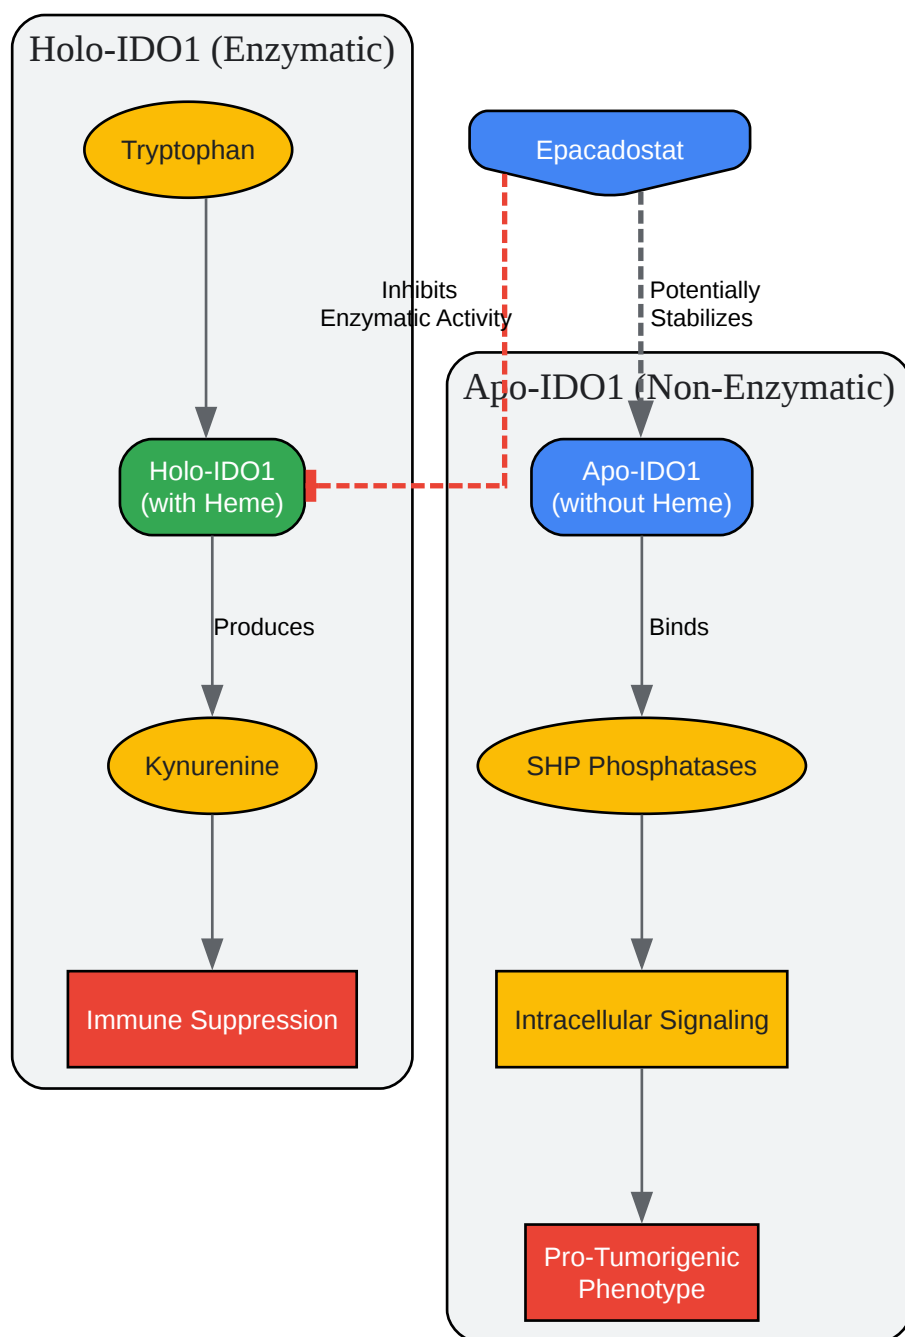 Holo-IDO1 (Enzymatic)
Tryptophan
Epacadostat
Inhibits
Enzymatic Activity
Potentially
Stabilizes
Apo-IDO1 (Non-Enzymatic)
Holo-IDO1
(with Heme)
Apo-IDO1
(without Heme)
Produces
Binds
Kynurenine
SHP Phosphatases
Immune Suppression
Intracellular Signaling
Pro-Tumorigenic
Phenotype